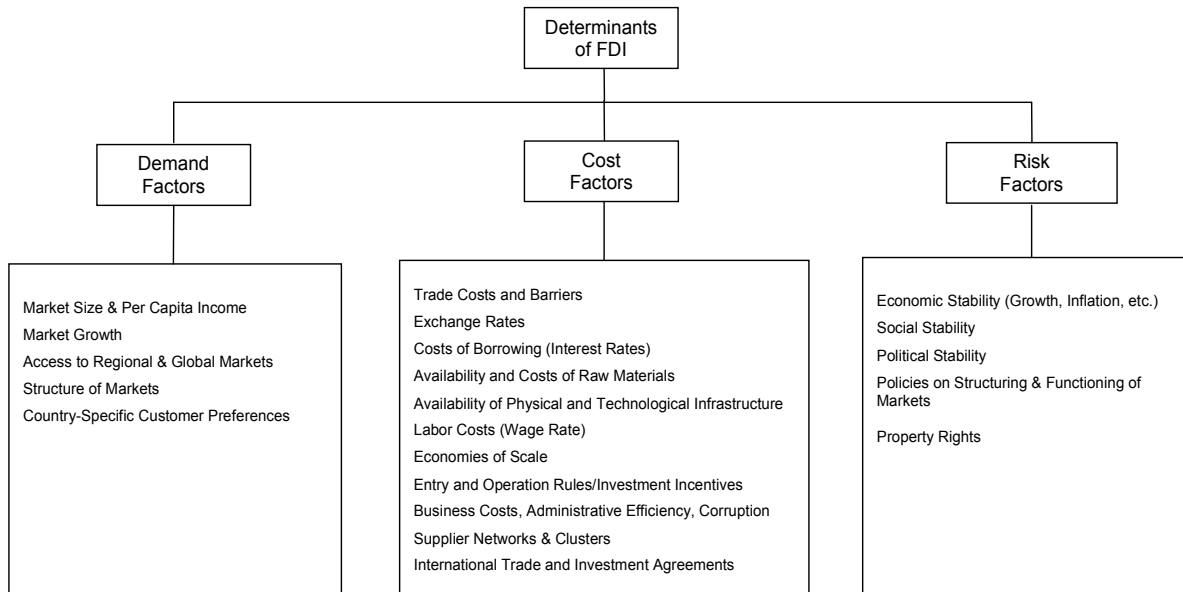 Determinants
of FDI
Demand
Factors
Cost
Factors
Risk
Factors
Market Size & Per Capita Income
Market Growth
Access to Regional & Global Markets
Structure of Markets
Country-Specific Customer Preferences
Trade Costs and Barriers
Exchange Rates
Costs of Borrowing (Interest Rates)
Availability and Costs of Raw Materials
Availability of Physical and Technological Infrastructure
Labor Costs (Wage Rate)
Economies of Scale
Entry and Operation Rules/Investment Incentives
Business Costs, Administrative Efficiency, Corruption
Supplier Networks & Clusters
International Trade and Investment Agreements
Economic Stability (Growth, Inflation, etc.)
Social Stability
Political Stability
Policies on Structuring & Functioning of
Markets
Property Rights